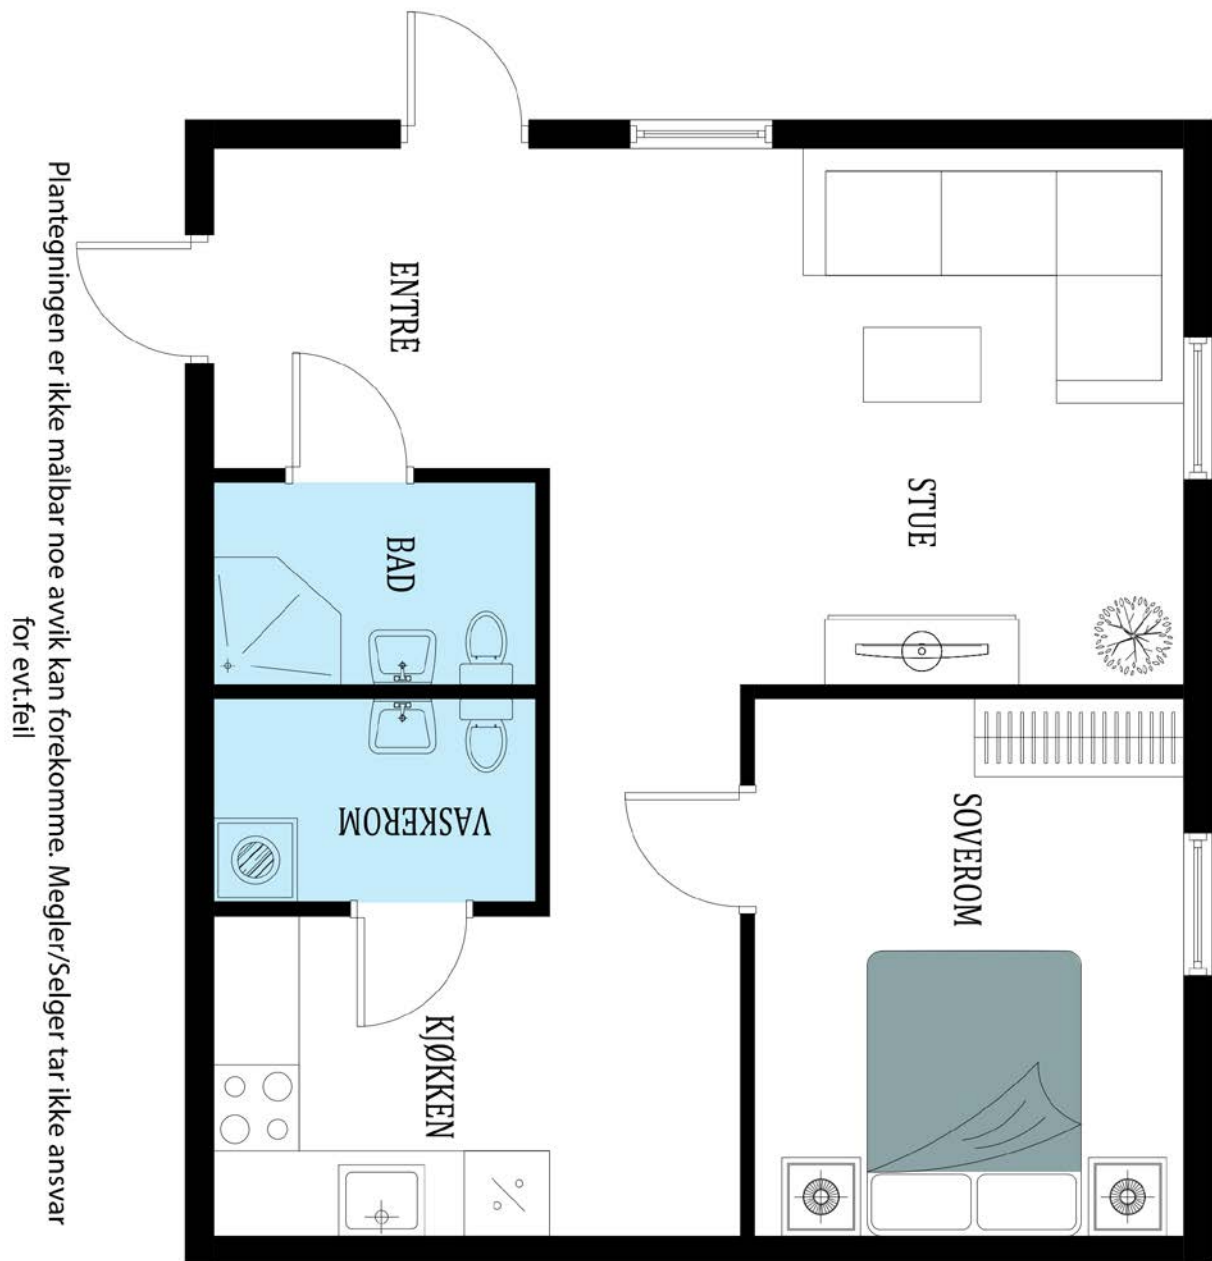 ENTRE
STUE
BAD
VASKEROM
SOVEROM
KJØKKEN
Plantegningen er ikke målbar noe avvik kan forekomme. Megler/Selger tar ikke ansvar
for evt.feil